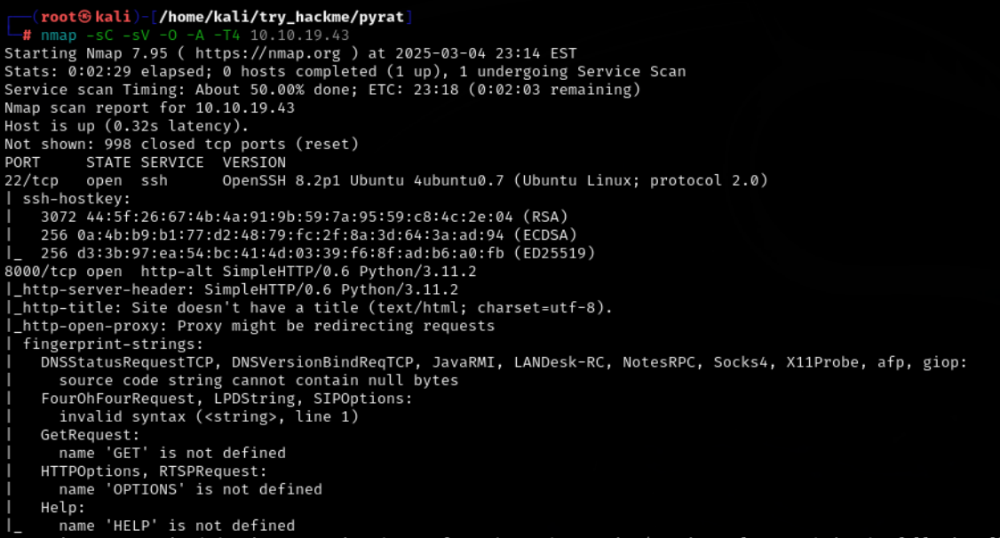 ┌──(root㉿kali)-[/home/kali/try_hackme/pyrat]
└─# nmap -sC -sV -O -A -T4 10.10.19.43
Starting Nmap 7.95 ( https://nmap.org ) at 2025-03-04 23:14 EST
Stats: 0:02:29 elapsed; 0 hosts completed (1 up), 1 undergoing Service Scan
Service scan Timing: About 50.00% done; ETC: 23:18 (0:02:03 remaining)
Nmap scan report for 10.10.19.43
Host is up (0.32s latency).
Not shown: 998 closed tcp ports (reset)
PORT     STATE SERVICE  VERSION
22/tcp   open  ssh      OpenSSH 8.2p1 Ubuntu 4ubuntu0.7 (Ubuntu Linux; protocol 2.0)
| ssh-hostkey:
|   3072 44:5f:26:67:4b:4a:91:9b:59:7a:95:59:c8:4c:2e:04 (RSA)
|   256 0a:4b:b9:b1:77:d2:48:79:fc:2f:8a:3d:64:3a:ad:94 (ECDSA)
|_  256 d3:3b:97:ea:54:bc:41:4d:03:39:f6:8f:ad:b6:a0:fb (ED25519)
8000/tcp open  http-alt SimpleHTTP/0.6 Python/3.11.2
|_http-server-header: SimpleHTTP/0.6 Python/3.11.2
|_http-title: Site doesn't have a title (text/html; charset=utf-8).
|_http-open-proxy: Proxy might be redirecting requests
| fingerprint-strings:
|   DNSStatusRequestTCP, DNSVersionBindReqTCP, JavaRMI, LANDesk-RC, NotesRPC, Socks4, X11Probe, afp, giop:
|     source code string cannot contain null bytes
|   FourOhFourRequest, LPDString, SIPOptions:
|     invalid syntax (<string>, line 1)
|   GetRequest:
|     name 'GET' is not defined
|   HTTPOptions, RTSPRequest:
|     name 'OPTIONS' is not defined
|   Help:
|_    name 'HELP' is not defined